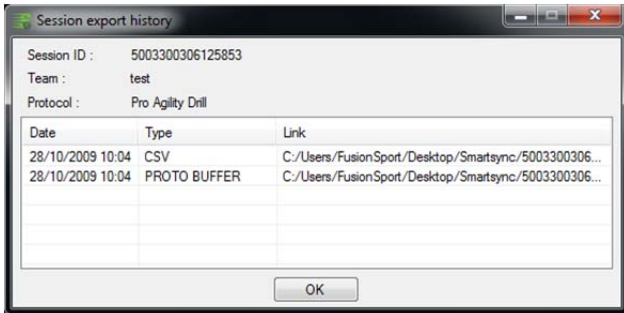 Session export history
Session ID : 5003300306125853
Team : test
Protocol : Pro Agility Drill
Date Type Link
28/10/2009 10:04 CSV C:/Users/FusionSport/Desktop/Smartsync/5003300306...
28/10/2009 10:04 PROTO BUFFER C:/Users/FusionSport/Desktop/Smartsync/5003300306...
OK